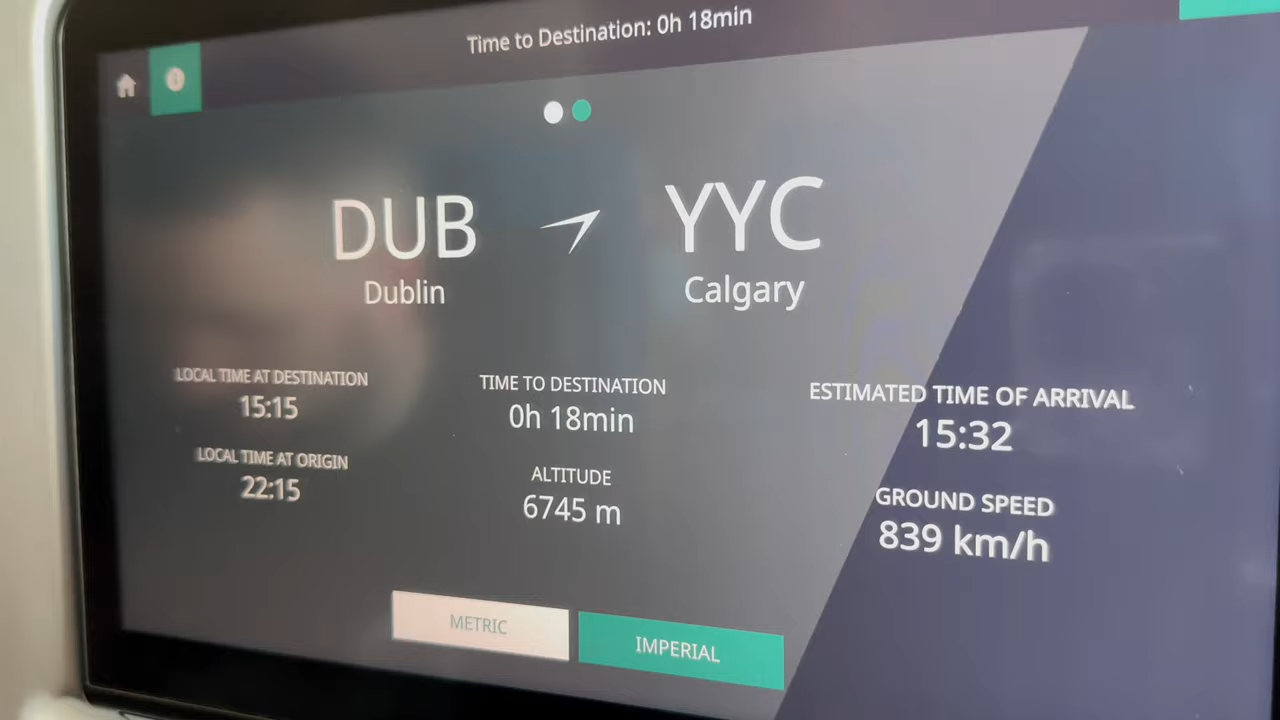 Time to Destination: 0h 18min
DUB
YYC
Dublin
Calgary
LOCAL TIME AT DESTINATION
15:15
LOCAL TIME AT ORIGIN
22:15
TIME TO DESTINATION
0h 18min
ALTITUDE
6745 m
ESTIMATED TIME OF ARRIVAL
15:32
GROUND SPEED
839 km/h
METRIC
IMPERIAL